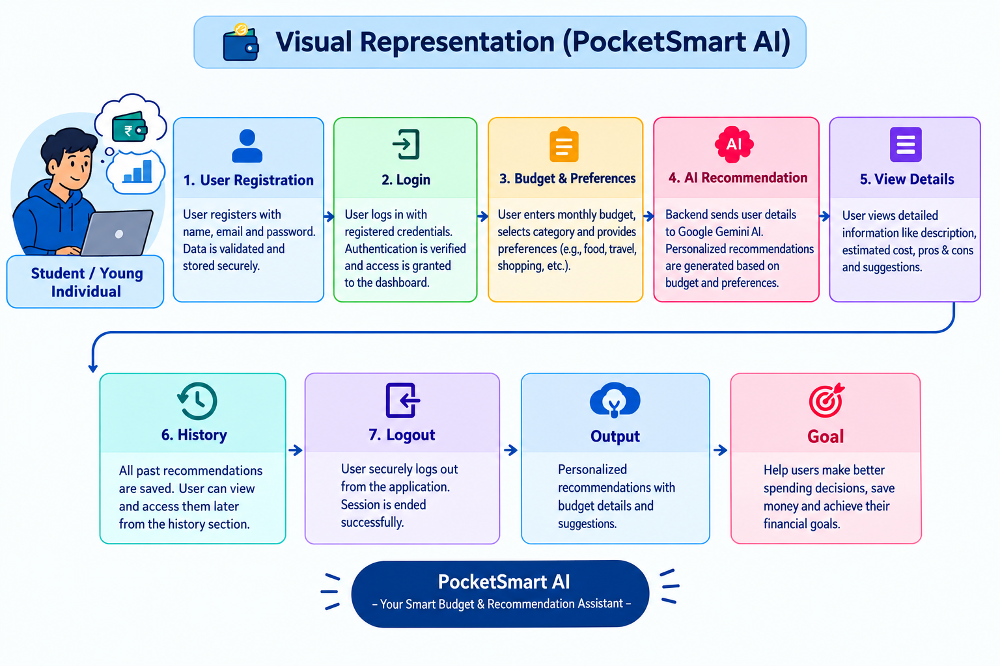 Visual Representation (PocketSmart AI)
₹
Student / Young
Individual
1. User Registration
User registers with
name, email and password.
Data is validated and
stored securely.
2. Login
User logs in with
registered credentials.
Authentication is verified
and access is granted
to the dashboard.
3. Budget & Preferences
User enters monthly budget,
selects category and provides
preferences (e.g., food, travel,
shopping, etc.).
AI
4. AI Recommendation
Backend sends user details
to Google Gemini AI.
Personalized recommendations
are generated based on
budget and preferences.
5. View Details
User views detailed
information like description,
estimated cost, pros & cons
and suggestions.
6. History
All past recommendations
are saved. User can view
and access them later
from the history section.
7. Logout
User securely logs out
from the application.
Session is ended
successfully.
Output
Personalized
recommendations with
budget details and
suggestions.
Goal
Help users make better
spending decisions, save
money and achieve their
financial goals.
PocketSmart AI
– Your Smart Budget & Recommendation Assistant –